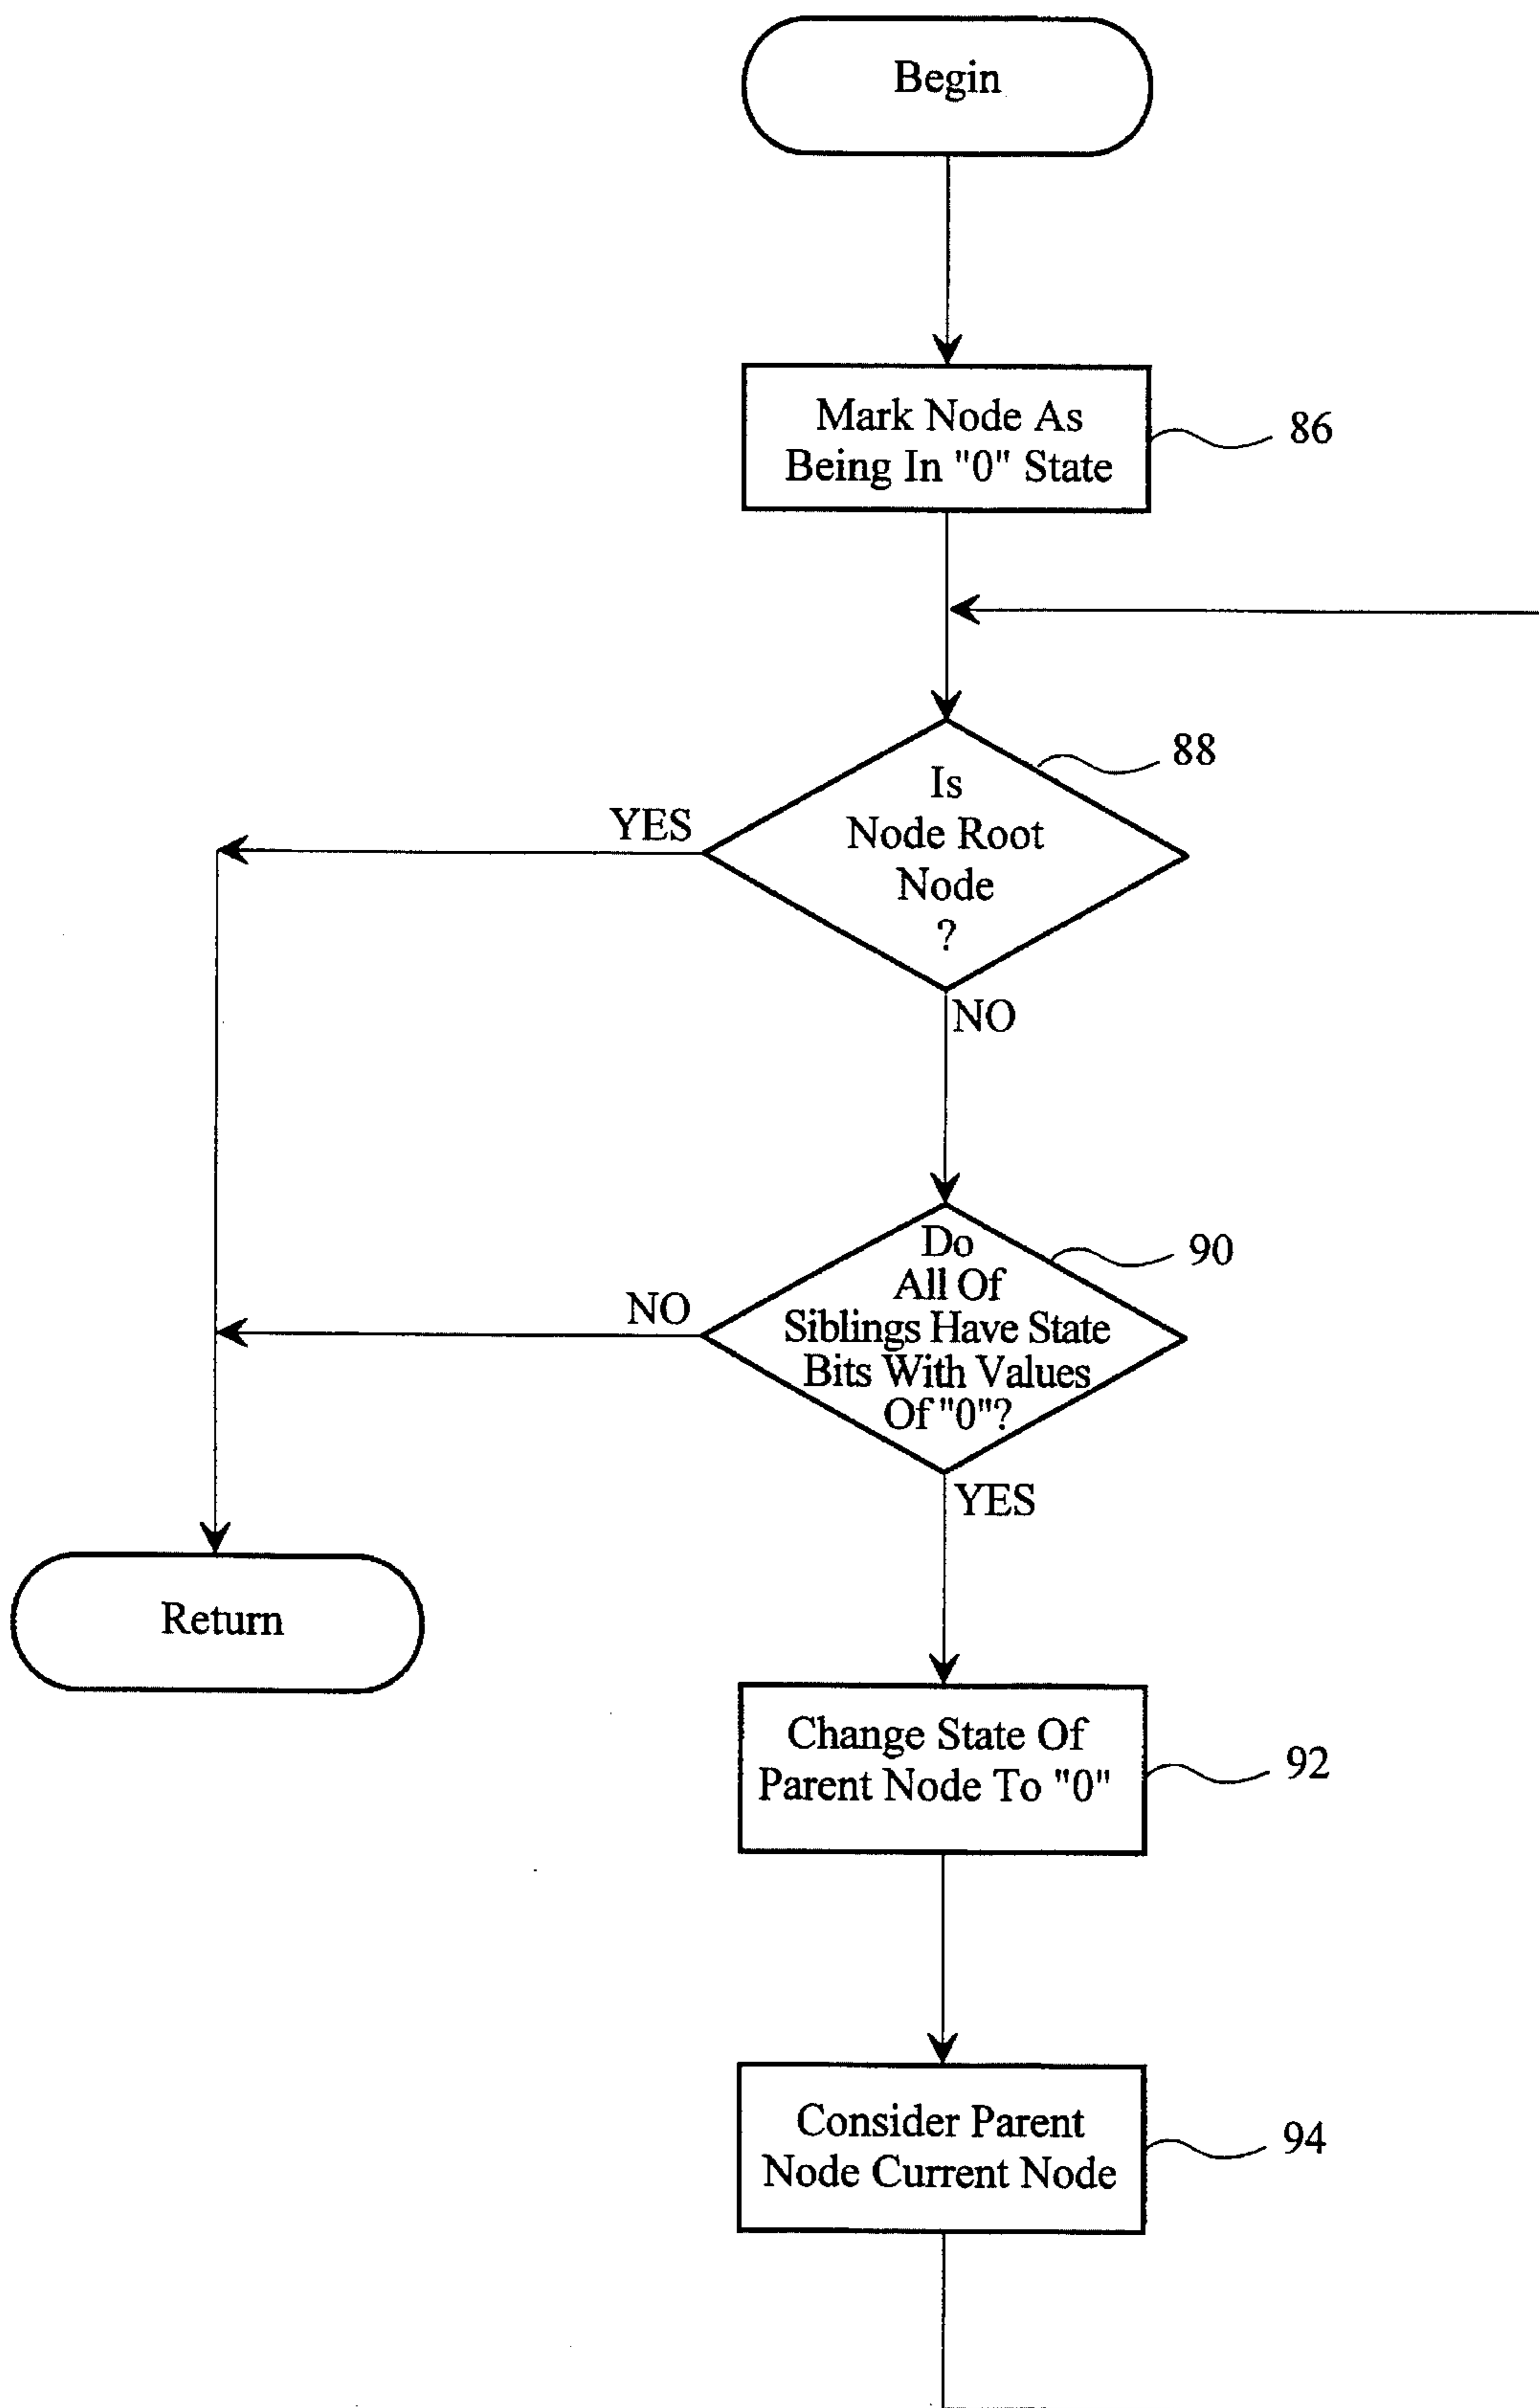 Begin
Mark Node As
Being In "0" State
86
88
Is
Node Root
Node
?
YES
NO
90
Do
All Of
Siblings Have State
Bits With Values
Of "0"?
NO
YES
Return
Change State Of
Parent Node To "0"
92
Consider Parent
Node Current Node
94